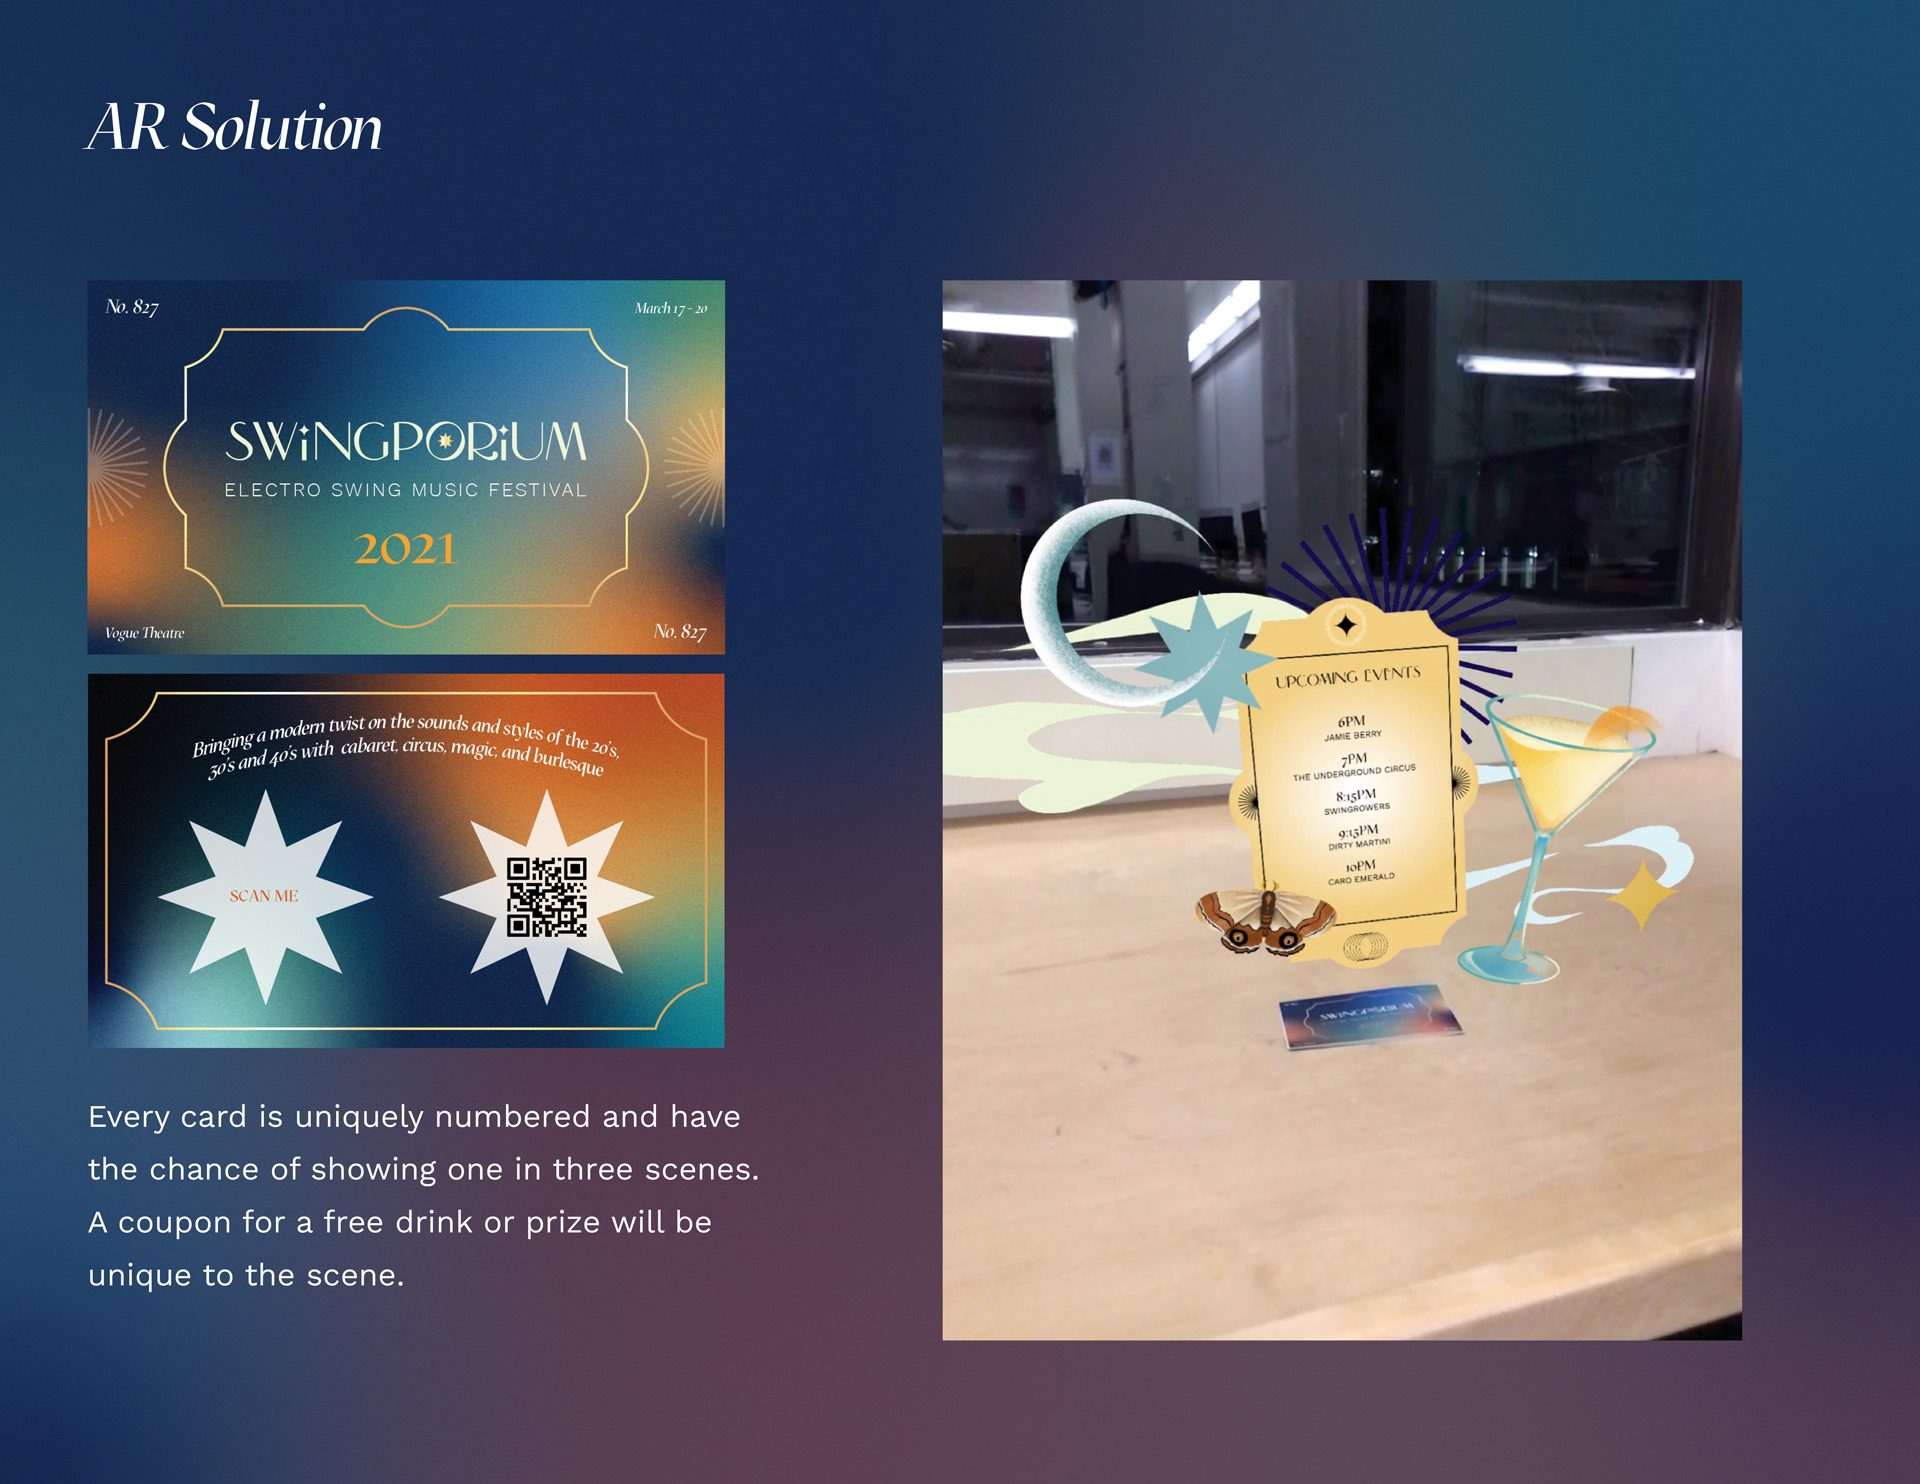 AR Solution
No. 827
March 17 - 20
SWiNGPORiUM
ELECTRO SWING MUSIC FESTIVAL
2021
Vogue Theatre
No. 827
Bringing a modern twist on the sounds and styles of the 20's,
30's and 40's with cabaret, circus, magic, and burlesque
SCAN ME
Every card is uniquely numbered and have
the chance of showing one in three scenes.
A coupon for a free drink or prize will be
unique to the scene.
UPCOMING EVENTS
6PM
JAMIE BERRY
7PM
THE UNDERGROUND CIRCUS
8:15PM
SWINGROWERS
9:15PM
DIRTY MARTINI
10PM
CARO EMERALD
SWiNGPORiUM